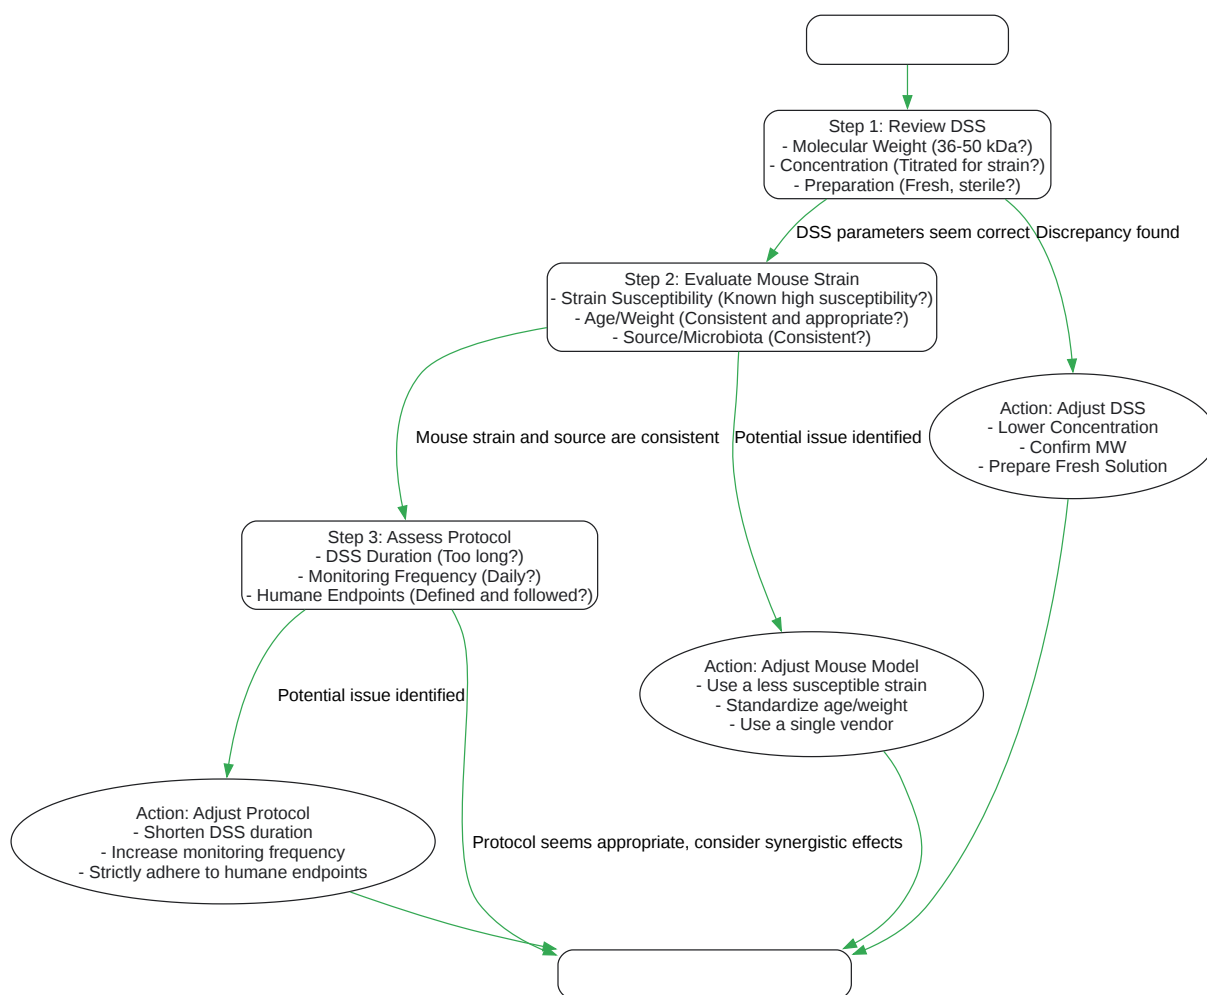 Step 1: Review DSS
- Molecular Weight (36-50 kDa?)
- Concentration (Titrated for strain?)
- Preparation (Fresh, sterile?)
DSS parameters seem correct
Discrepancy found
Step 2: Evaluate Mouse Strain
- Strain Susceptibility (Known high susceptibility?)
- Age/Weight (Consistent and appropriate?)
- Source/Microbiota (Consistent?)
Action: Adjust DSS
- Lower Concentration
- Confirm MW
- Prepare Fresh Solution
Mouse strain and source are consistent
Potential issue identified
Step 3: Assess Protocol
- DSS Duration (Too long?)
- Monitoring Frequency (Daily?)
- Humane Endpoints (Defined and followed?)
Action: Adjust Mouse Model
- Use a less susceptible strain
- Standardize age/weight
- Use a single vendor
Potential issue identified
Action: Adjust Protocol
- Shorten DSS duration
- Increase monitoring frequency
- Strictly adhere to humane endpoints
Protocol seems appropriate, consider synergistic effects